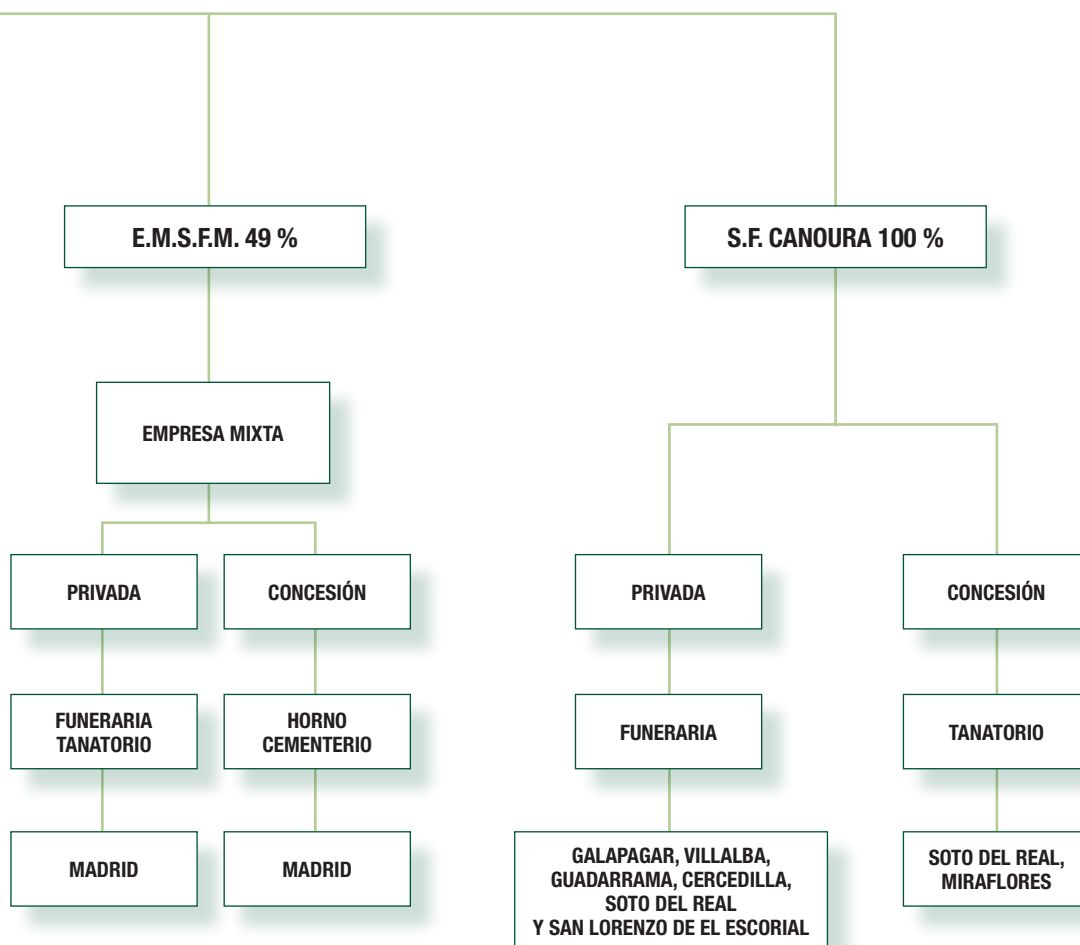 E.M.S.F.M. 49 %
S.F. CANOURA 100 %
EMPRESA MIXTA
PRIVADA
CONCESIÓN
PRIVADA
CONCESIÓN
FUNERARIA
TANATORIO
HORNO
CEMENTERIO
FUNERARIA
TANATORIO
MADRID
MADRID
GALAPAGAR, VILLALBA,
GUADARRAMA, CERCEDILLA,
SOTO DEL REAL
Y SAN LORENZO DE EL ESCORIAL
SOTO DEL REAL,
MIRAFLORES